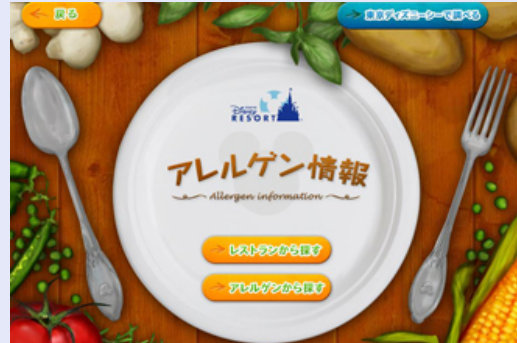 戻る
東京ディズニーシーで調べる
Disney
RESORT
アレルゲン情報
Allergen information
レストランから探す
アレルゲンから探す